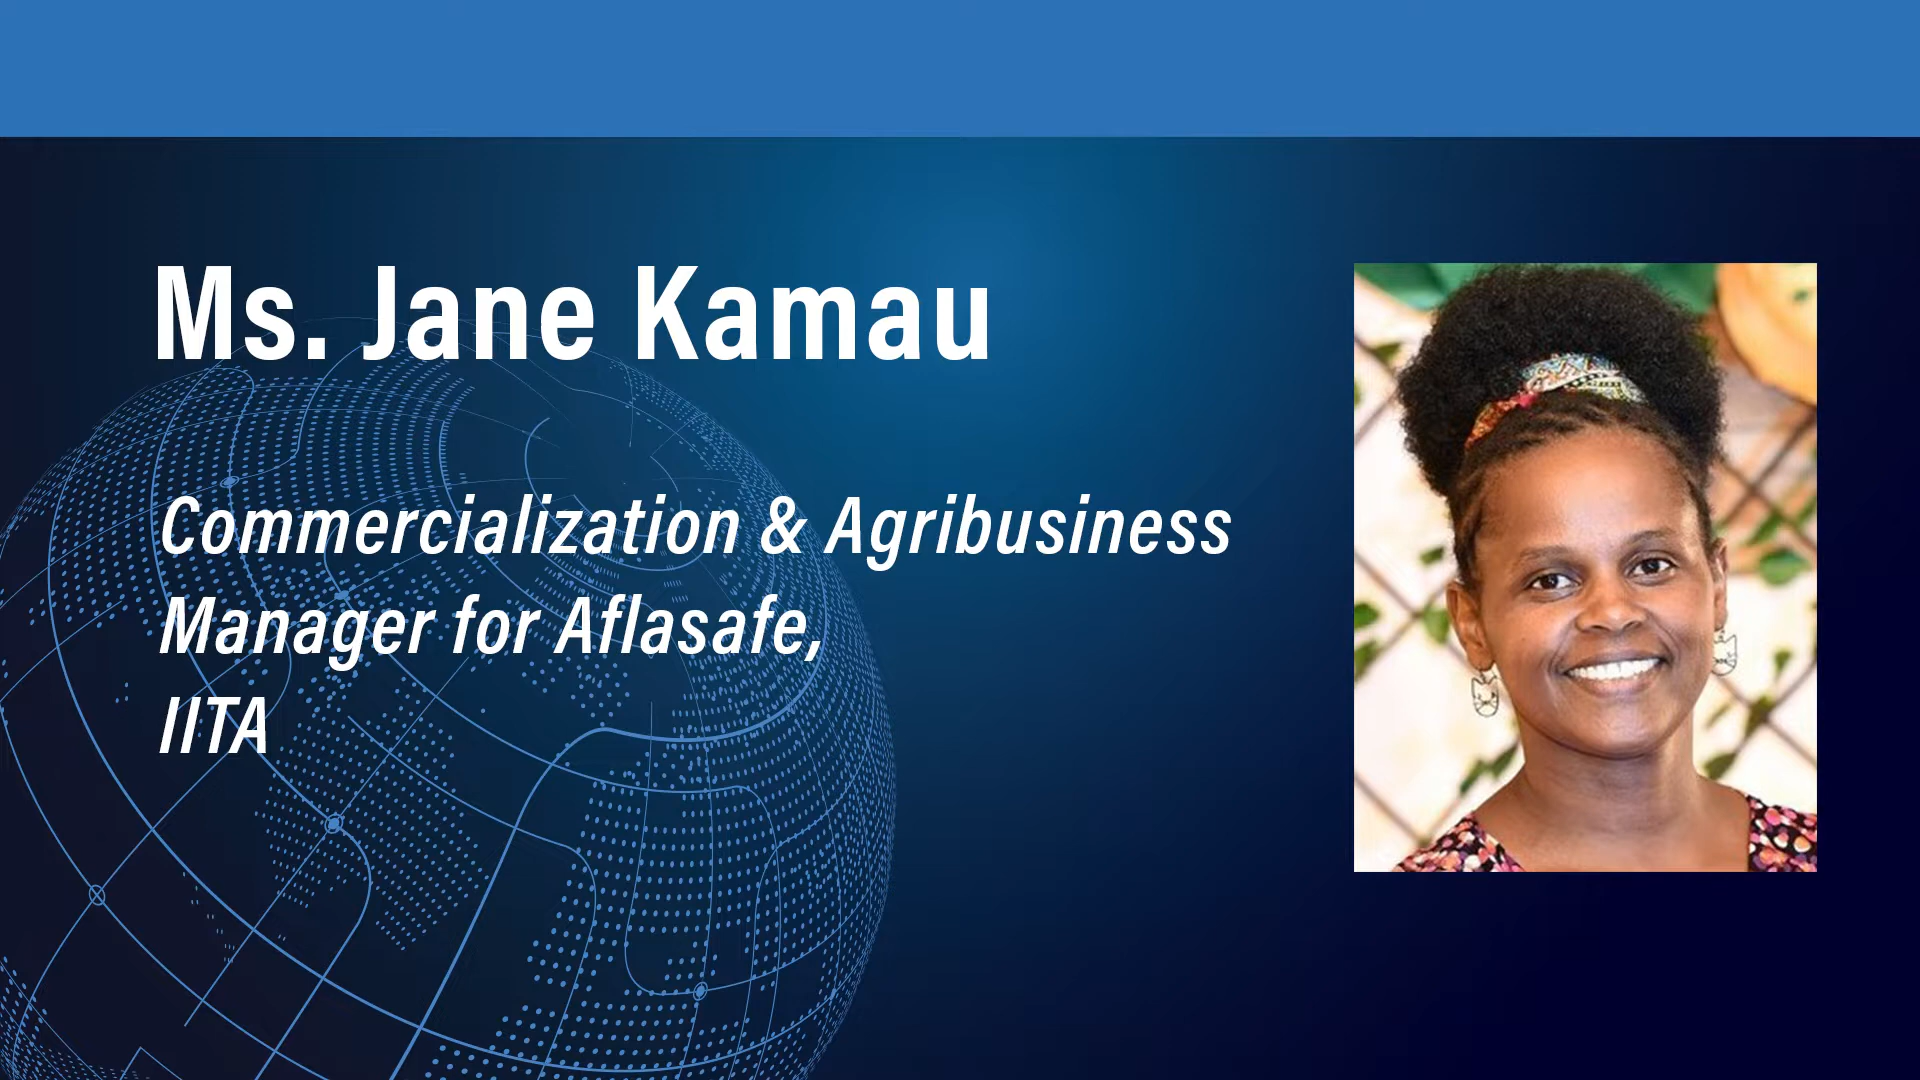 Ms. Jane Kamau
Commercialization & Agribusiness
Manager for Aflasafe,
IITA